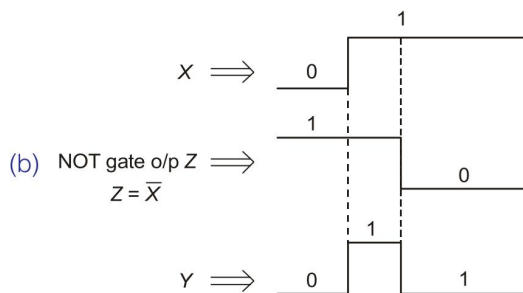 1
X ⇒ 0
1
(b) NOT gate o/p Z ⇒
0
Z = X̅
1
Y ⇒ 0 1